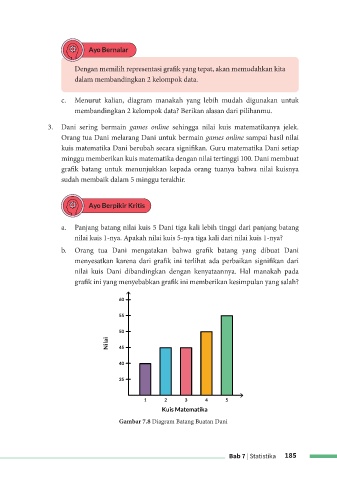 Ayo Bernalar
Dengan memilih representasi grafik yang tepat, akan memudahkan kita
dalam membandingkan 2 kelompok data.
c. Menurut kalian, diagram manakah yang lebih mudah digunakan untuk
membandingkan 2 kelompok data? Berikan alasan dari pilihanmu.
3. Dani sering bermain games online sehingga nilai kuis matematikanya jelek.
Orang tua Dani melarang Dani untuk bermain games online sampai hasil nilai
kuis matematika Dani berubah secara signifikan. Guru matematika Dani setiap
minggu memberikan kuis matematika dengan nilai tertinggi 100. Dani membuat
grafik batang untuk menunjukkan kepada orang tuanya bahwa nilai kuisnya
sudah membaik dalam 5 minggu terakhir.
Ayo Berpikir Kritis
a. Panjang batang nilai kuis 5 Dani tiga kali lebih tinggi dari panjang batang
nilai kuis 1-nya. Apakah nilai kuis 5-nya tiga kali dari nilai kuis 1-nya?
b. Orang tua Dani mengatakan bahwa grafik batang yang dibuat Dani
menyesatkan karena dari grafik ini terlihat ada perbaikan signifikan dari
nilai kuis Dani dibandingkan dengan kenyataannya. Hal manakah pada
grafik ini yang menyebabkan grafik ini memberikan kesimpulan yang salah?
60
55
50
45
40
35
Nilai
1 2 3 4 5
Kuis Matematika
Gambar 7.8 Diagram Batang Buatan Dani
Bab 7 | Statistika 185